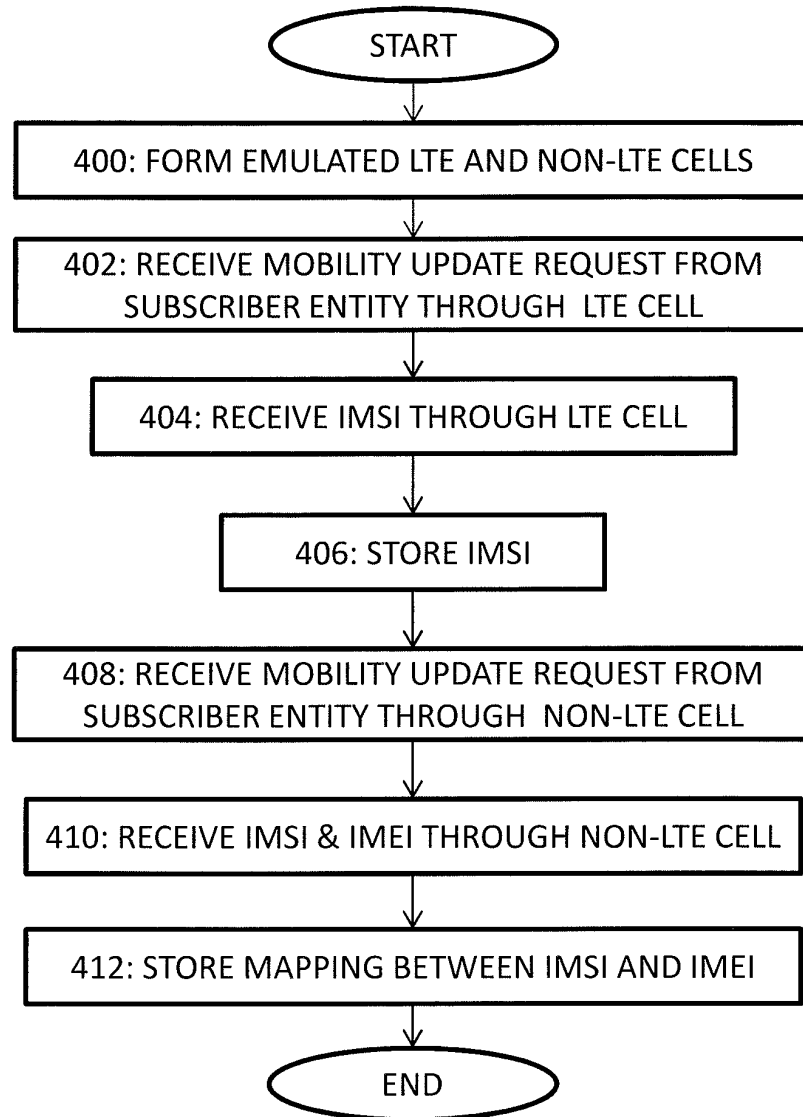 START
400: FORM EMULATED LTE AND NON-LTE CELLS
402: RECEIVE MOBILITY UPDATE REQUEST FROM
SUBSCRIBER ENTITY THROUGH LTE CELL
404: RECEIVE IMSI THROUGH LTE CELL
406: STORE IMSI
408: RECEIVE MOBILITY UPDATE REQUEST FROM
SUBSCRIBER ENTITY THROUGH NON-LTE CELL
410: RECEIVE IMSI & IMEI THROUGH NON-LTE CELL
412: STORE MAPPING BETWEEN IMSI AND IMEI
END